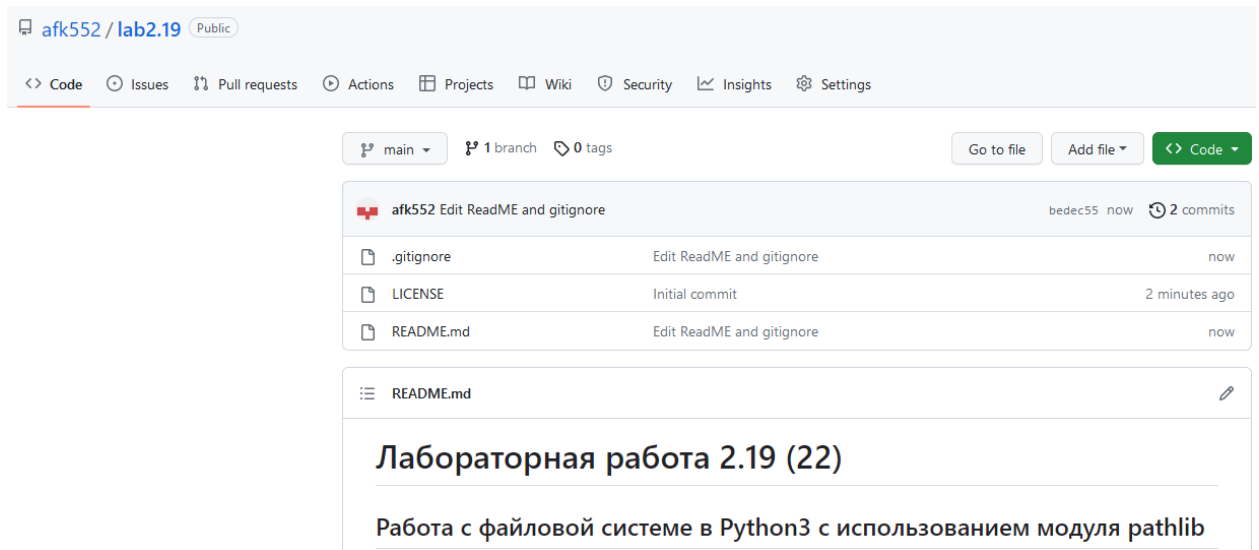 afk552 / lab2.19 Public
Code Issues Pull requests Actions Projects Wiki Security Insights Settings
main 1 branch 0 tags Go to file Add file Code
afk552 Edit ReadME and gitignore bedec55 now 2 commits
.gitignore Edit ReadME and gitignore now
LICENSE Initial commit 2 minutes ago
README.md Edit ReadME and gitignore now
README.md
Лабораторная работа 2.19 (22)
Работа с файловой системе в Python3 с использованием модуля pathlib